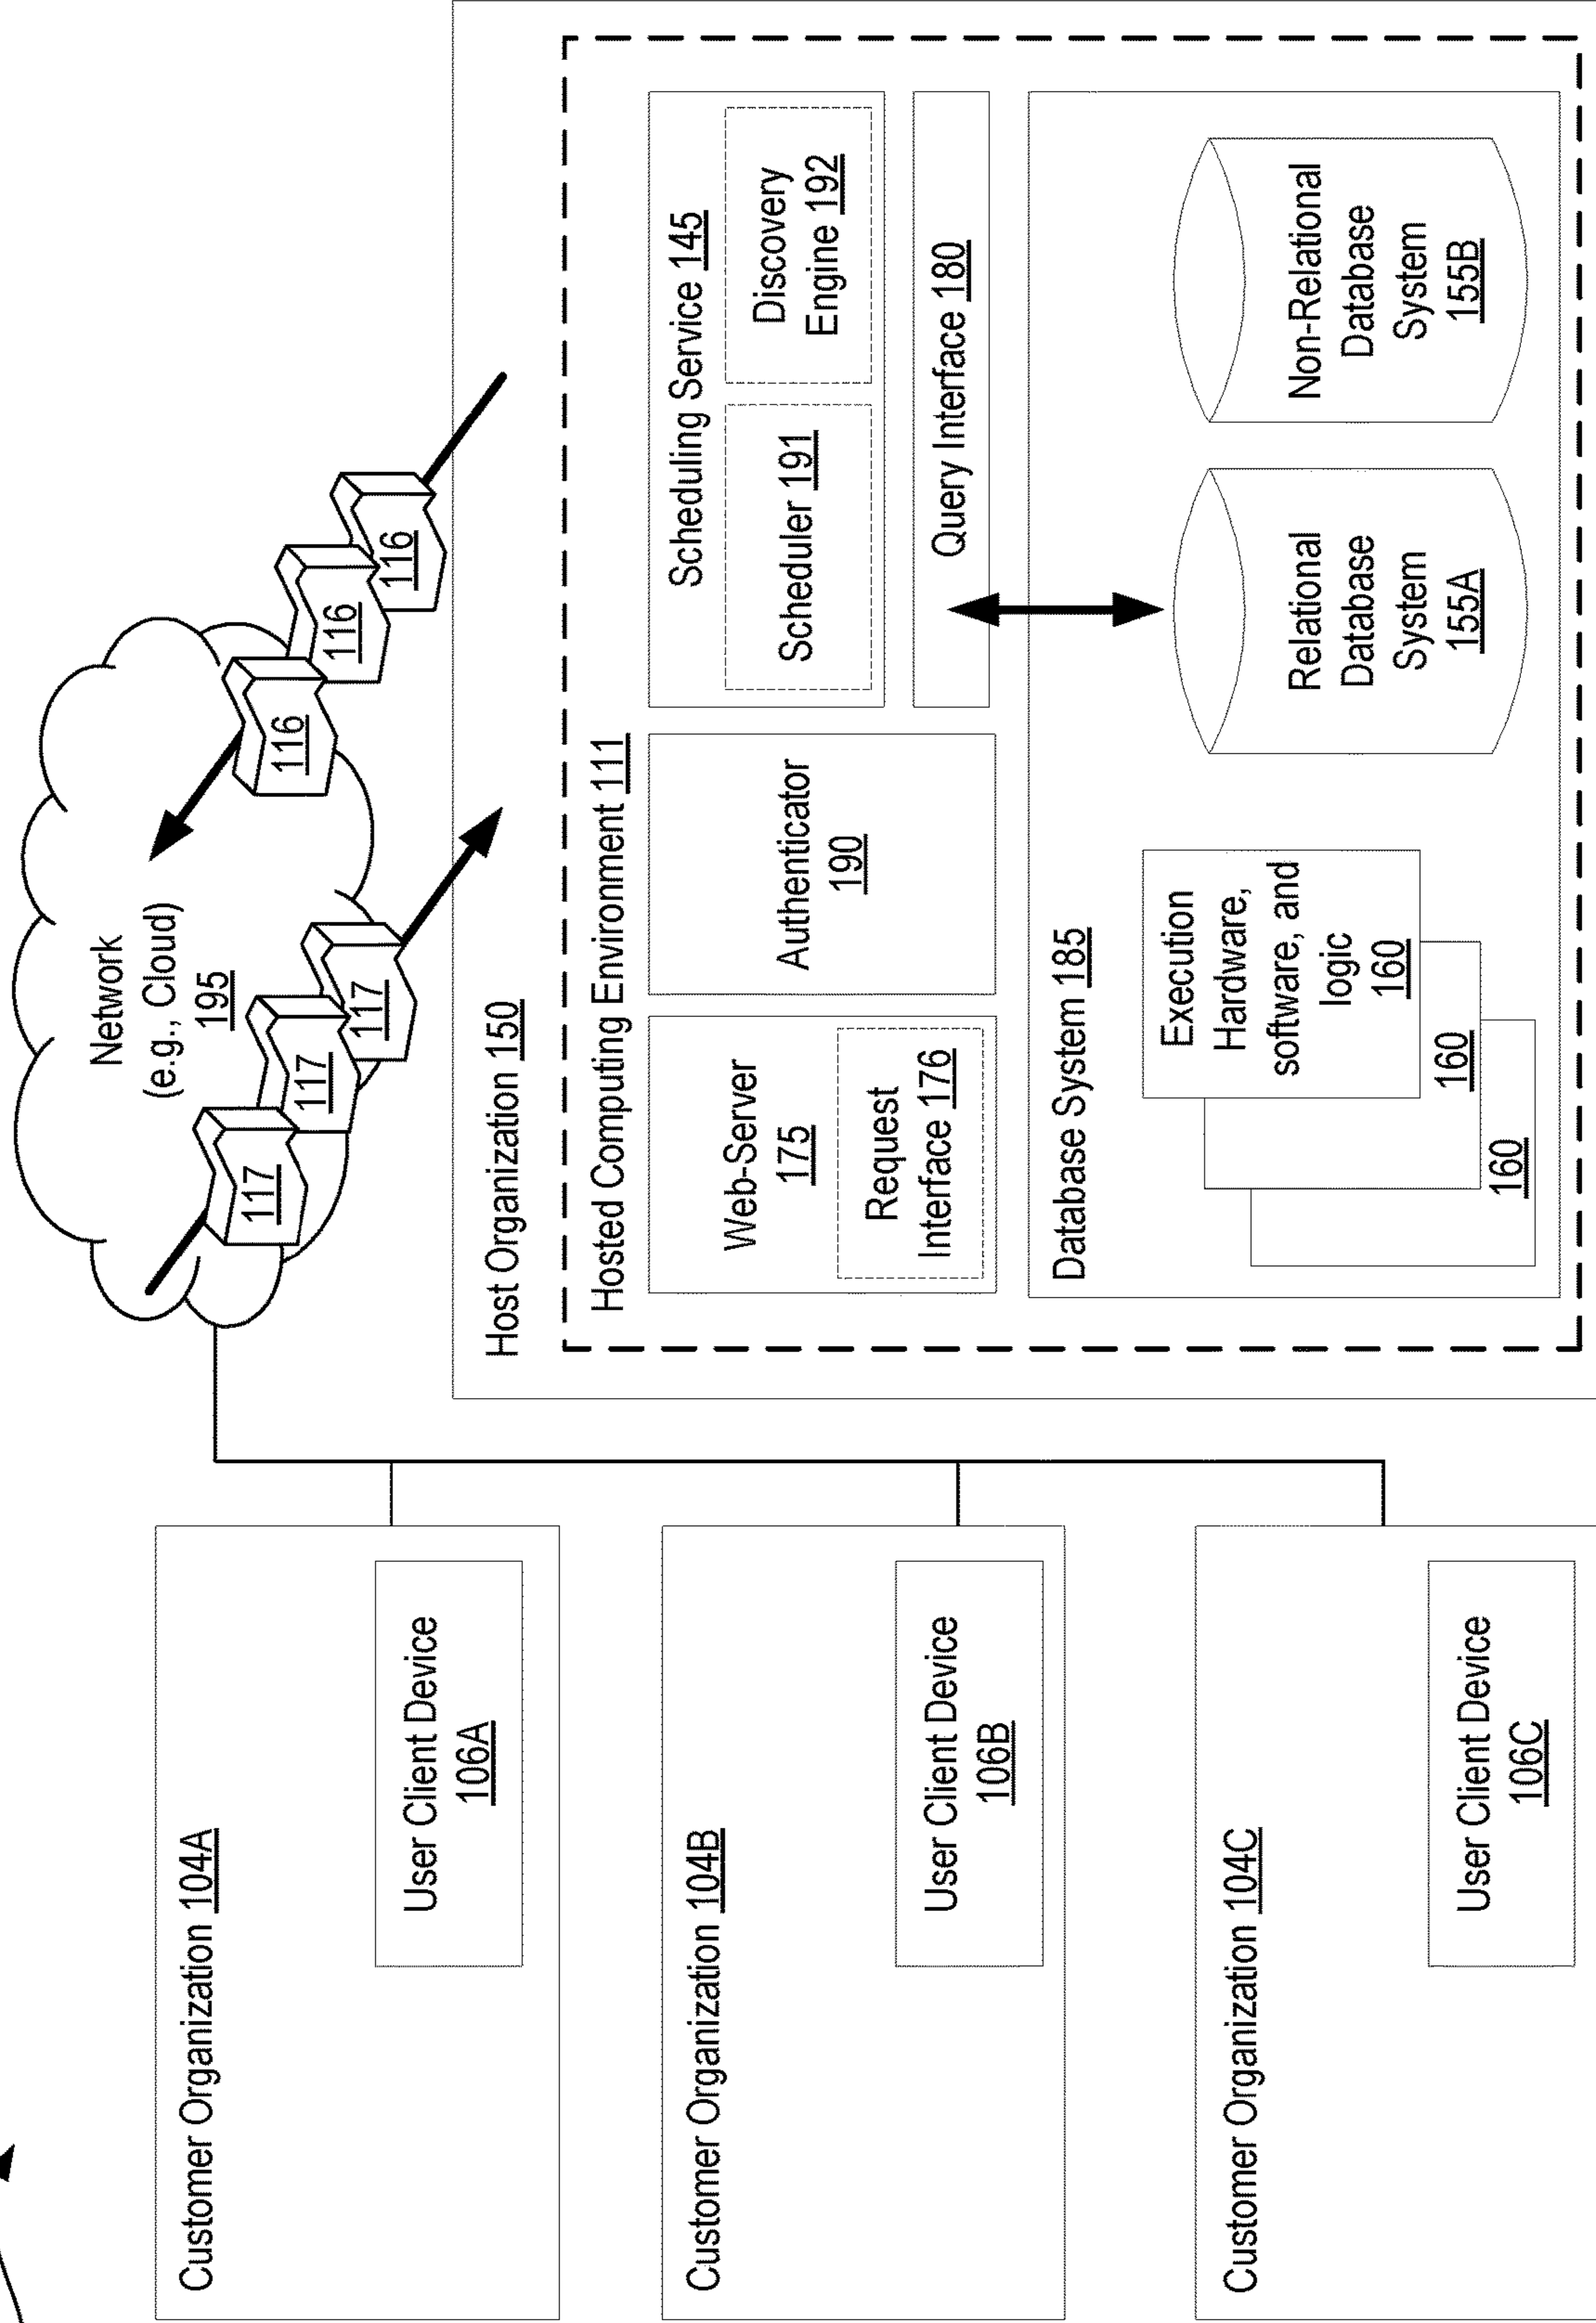 Customer Organization 104A
User Client Device
106A
Customer Organization 104B
User Client Device
106B
Customer Organization 104C
User Client Device
106C
Network
(e.g., Cloud)
195
117
117
117
116
116
116
Host Organization 150
Hosted Computing Environment 111
Web-Server
175
Request
Interface 176
Authenticator
190
Scheduling Service 145
Scheduler 191
Discovery
Engine 192
Query Interface 180
Database System 185
Execution
Hardware,
software, and
logic
160
160
160
Relational
Database
System
155A
Non-Relational
Database
System
155B